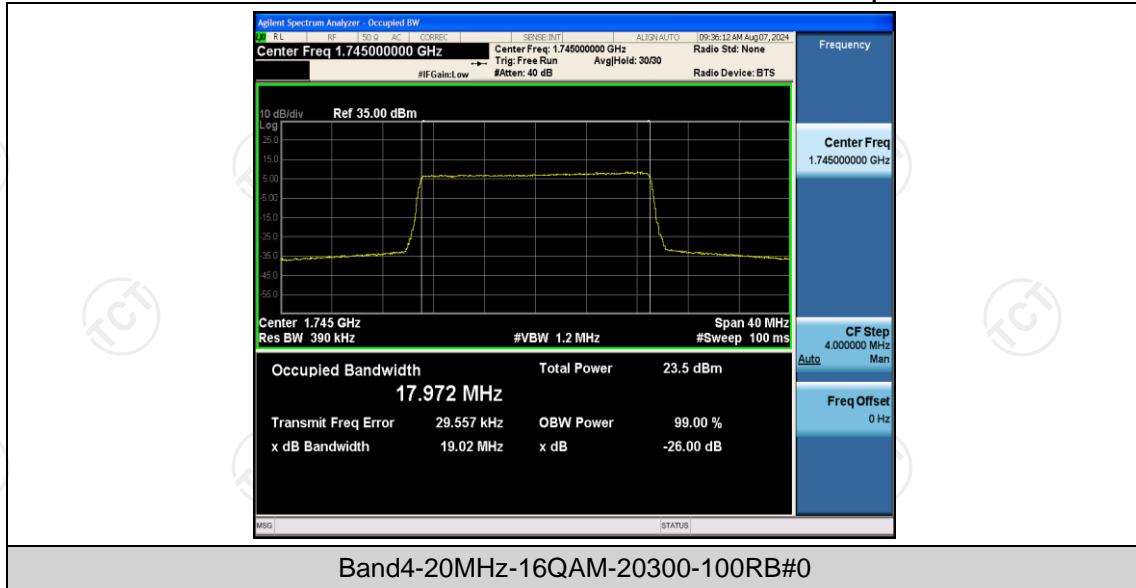 Agilent Spectrum Analyzer - Occupied BW
RL RF 50 Ω AC CORREC SENSE:INT ALIGN AUTO 09:36:12 AM Aug 07, 2024
Center Freq 1.745000000 GHz
Center Freq: 1.745000000 GHz Radio Std: None
Trig: Free Run Avg|Hold: 30/30
#IFGain:Low #Atten: 40 dB Radio Device: BTS
Frequency
10 dB/div Ref 35.00 dBm
Log
25.0
15.0
5.00
-5.00
-15.0
-25.0
-35.0
-45.0
-55.0
Center 1.745 GHz Span 40 MHz
Res BW 390 kHz #VBW 1.2 MHz #Sweep 100 ms
Center Freq
1.745000000 GHz
CF Step
4.000000 MHz
Auto Man
Freq Offset
0 Hz
Occupied Bandwidth Total Power 23.5 dBm
17.972 MHz
Transmit Freq Error 29.557 kHz OBW Power 99.00 %
x dB Bandwidth 19.02 MHz x dB -26.00 dB
MSG STATUS
TCT
TCT
Band4-20MHz-16QAM-20300-100RB#0